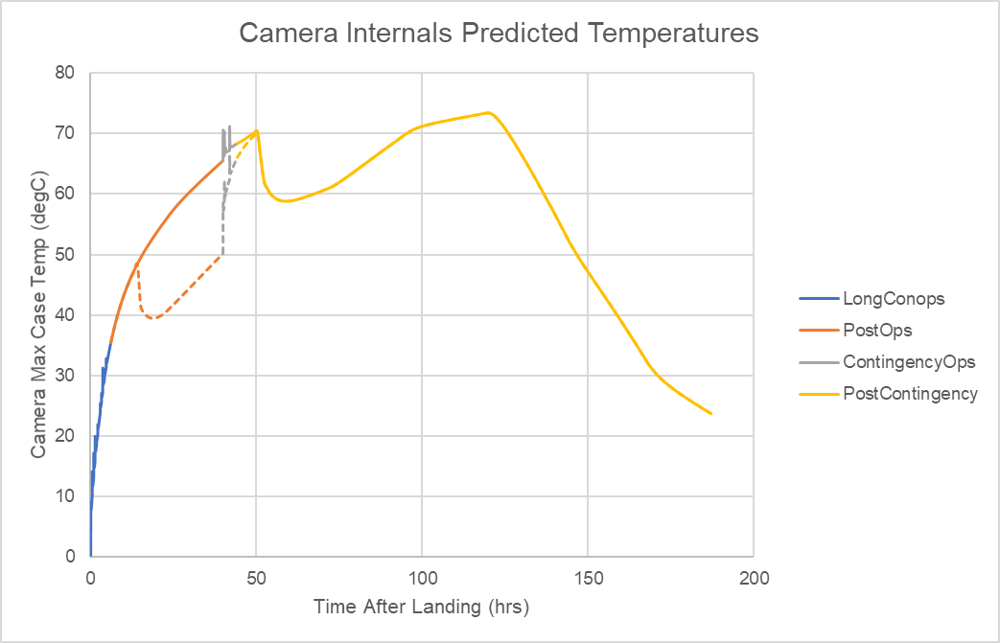 Camera Internals Predicted Temperatures
80
70
60
50
40
30
20
10
0
Camera Max Case Temp (degC)
0 50 100 150 200
Time After Landing (hrs)
LongConops
PostOps
ContingencyOps
PostContingency